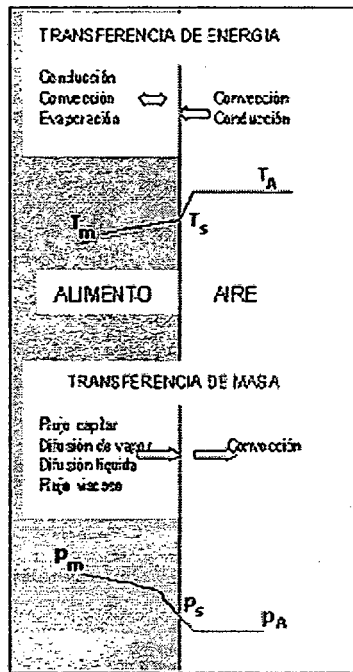 TRANSFERENCIA DE ENERGIA
Conducción
Convección
Evaporación
Convección
Conducción
T_A
T_m
T_s
ALIMENTO
AIRE
TRANSFERENCIA DE MASA
Flujo capilar
Difusión de vapor
Difusión líquida
Flujo viscoso
Convección
p_m
p_s
p_A